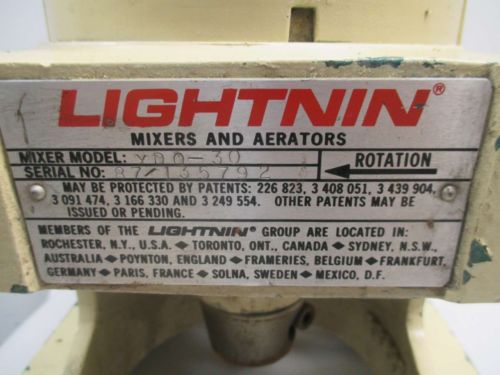 LIGHTNIN®
MIXERS AND AERATORS
MIXER MODEL:
SERIAL NO: 87/135792
ROTATION
MAY BE PROTECTED BY PATENTS: 226 823, 3 408 051, 3 439 904,
3 091 474, 3 166 330 AND 3 249 554. OTHER PATENTS MAY BE
ISSUED OR PENDING.
MEMBERS OF THE LIGHTNIN® GROUP ARE LOCATED IN:
ROCHESTER, N.Y., U.S.A. ◆ TORONTO, ONT., CANADA ◆ SYDNEY, N.S.W.,
AUSTRALIA ◆ POYNTON, ENGLAND ◆ FRAMERIES, BELGIUM ◆ FRANKFURT,
GERMANY ◆ PARIS, FRANCE ◆ SOLNA, SWEDEN ◆ MEXICO, D.F.